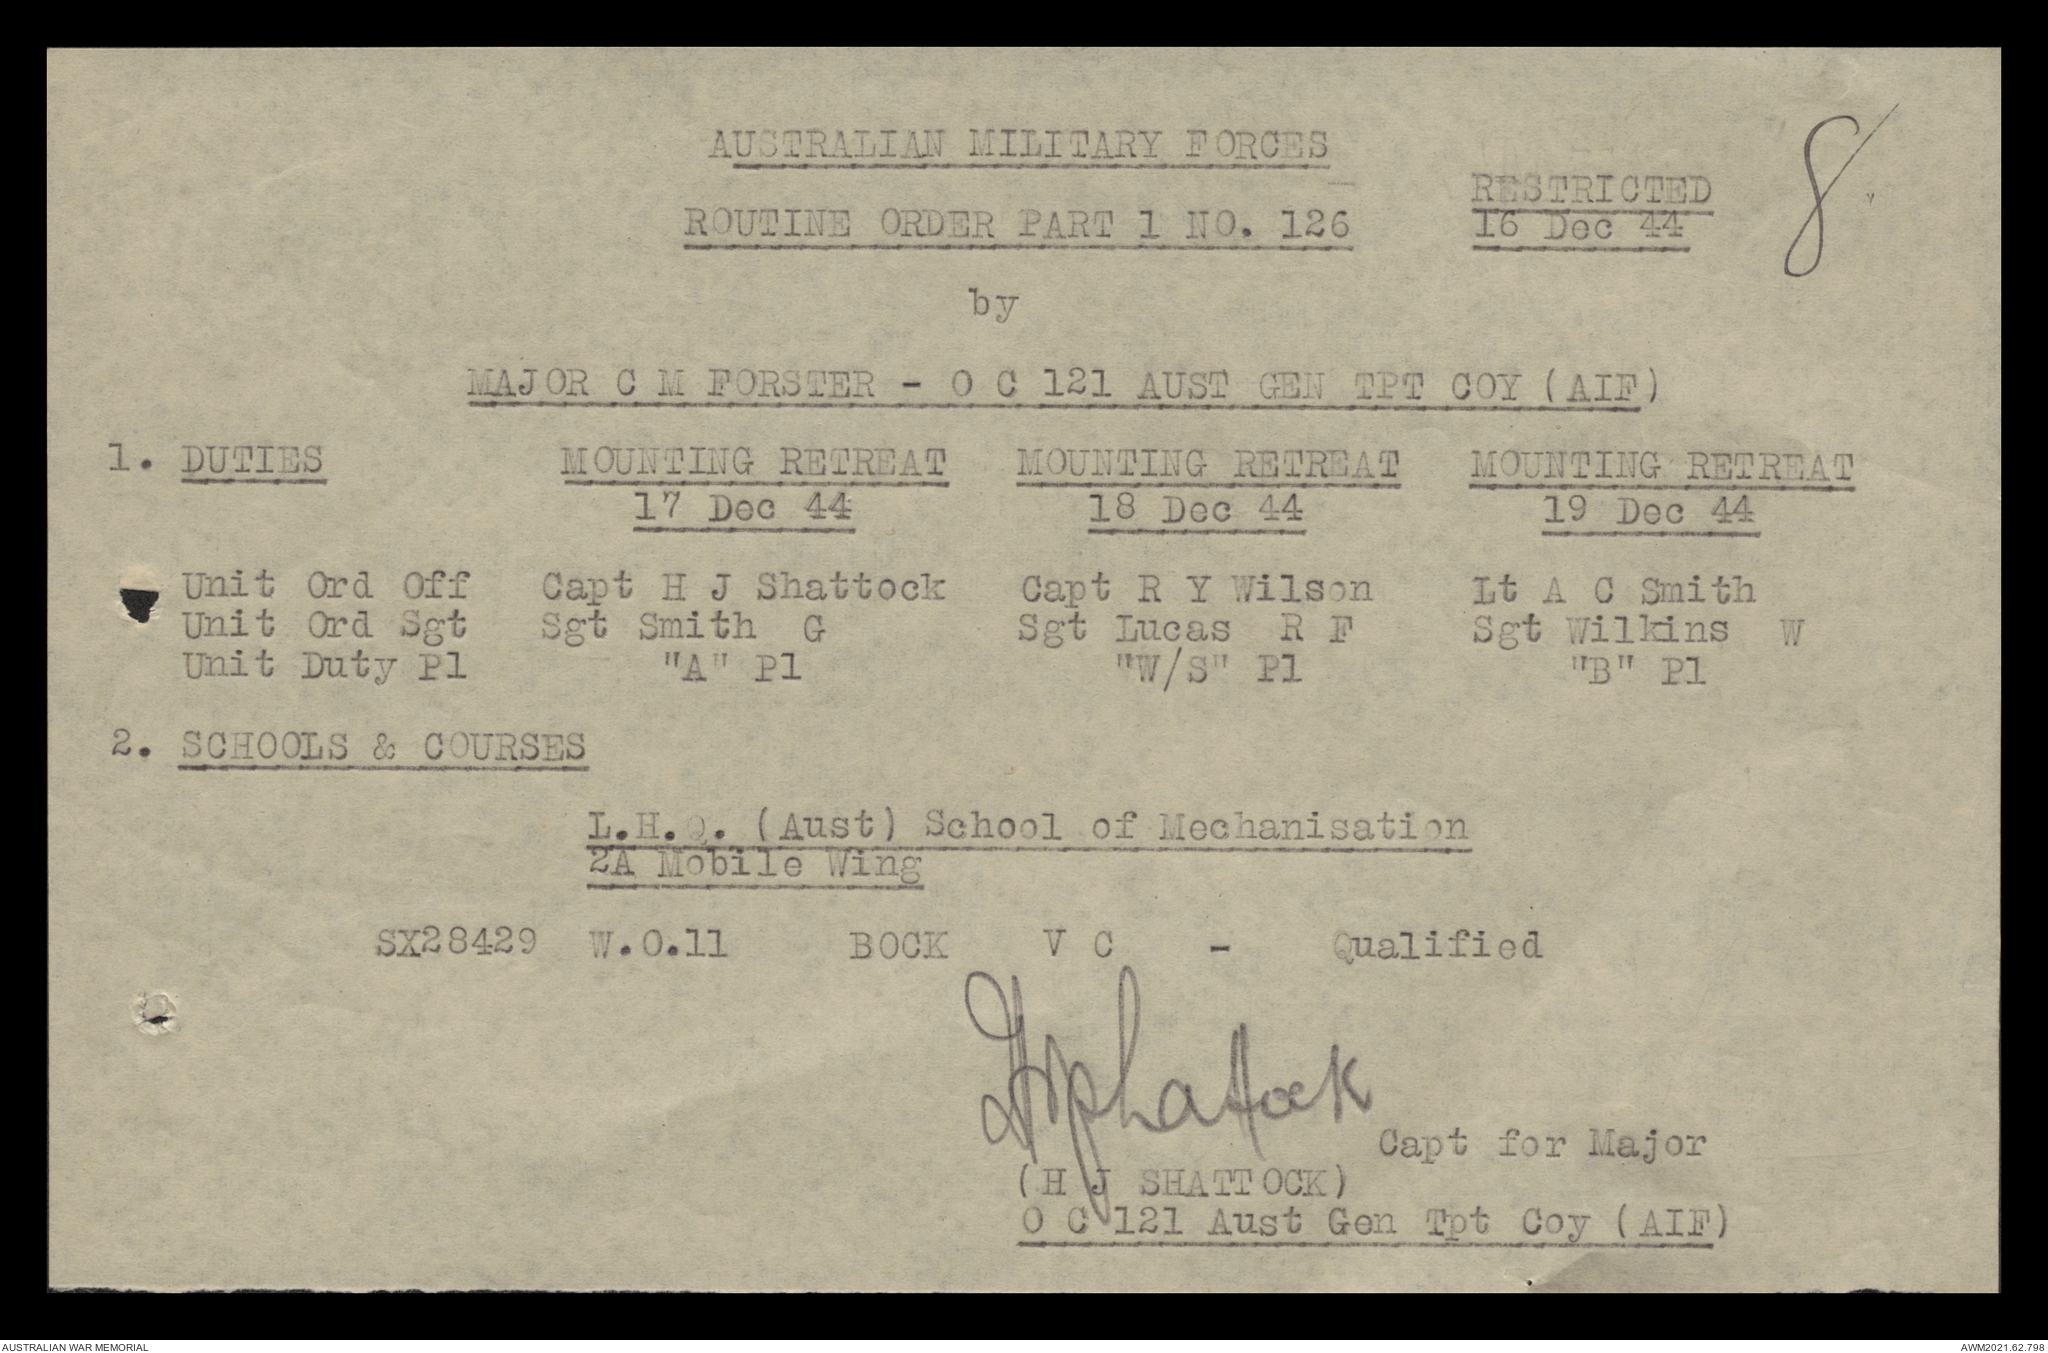 AUSTRALIAN MILITARY FORCES
RESTRICTED
8
ROUTINE ORDER PART 1 NO. 126
16 Dec 44
by
MAJOR C M FORSTER - O C 121 AUST GEN TPT COY (AIF)
1. DUTIES MOUNTING RETREAT MOUNTING RETREAT MOUNTING RETREAT
17 Dec 44 18 Dec 44 19 Dec 44
Unit Ord Off Capt H J Shattock Capt R Y Wilson Lt A C Smith
Unit Ord Sgt Sgt Smith G Sgt Lucas R F Sgt Wilkins W
Unit Duty Pl "A" Pl "W/S" Pl "B" Pl
2. SCHOOLS & COURSES
L.H.Q. (Aust) School of Mechanisation
2A Mobile Wing
SX28429 W.O.11 BOCK V C - Qualified
HJShattock
Capt for Major
(H J SHATTOCK)
O C 121 Aust Gen Tpt Coy (AIF)
AUSTRALIAN WAR MEMORIAL
AWM2021.62.798